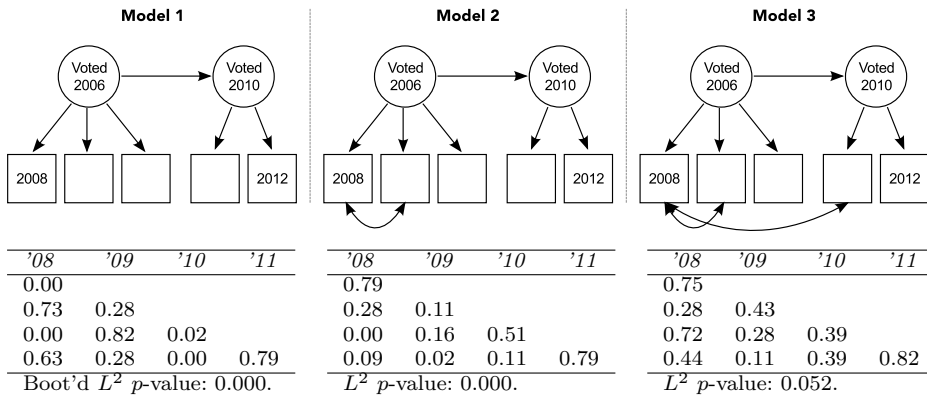 Model 1
Voted
2006
Voted
2010
2008
2012
'08 '09 '10 '11
0.00
0.73 0.28
0.00 0.82 0.02
0.63 0.28 0.00 0.79
Boot'd L² p-value: 0.000.
Model 2
Voted
2006
Voted
2010
2008
2012
'08 '09 '10 '11
0.79
0.28 0.11
0.00 0.16 0.51
0.09 0.02 0.11 0.79
L² p-value: 0.000.
Model 3
Voted
2006
Voted
2010
2008
2012
'08 '09 '10 '11
0.75
0.28 0.43
0.72 0.28 0.39
0.44 0.11 0.39 0.82
L² p-value: 0.052.